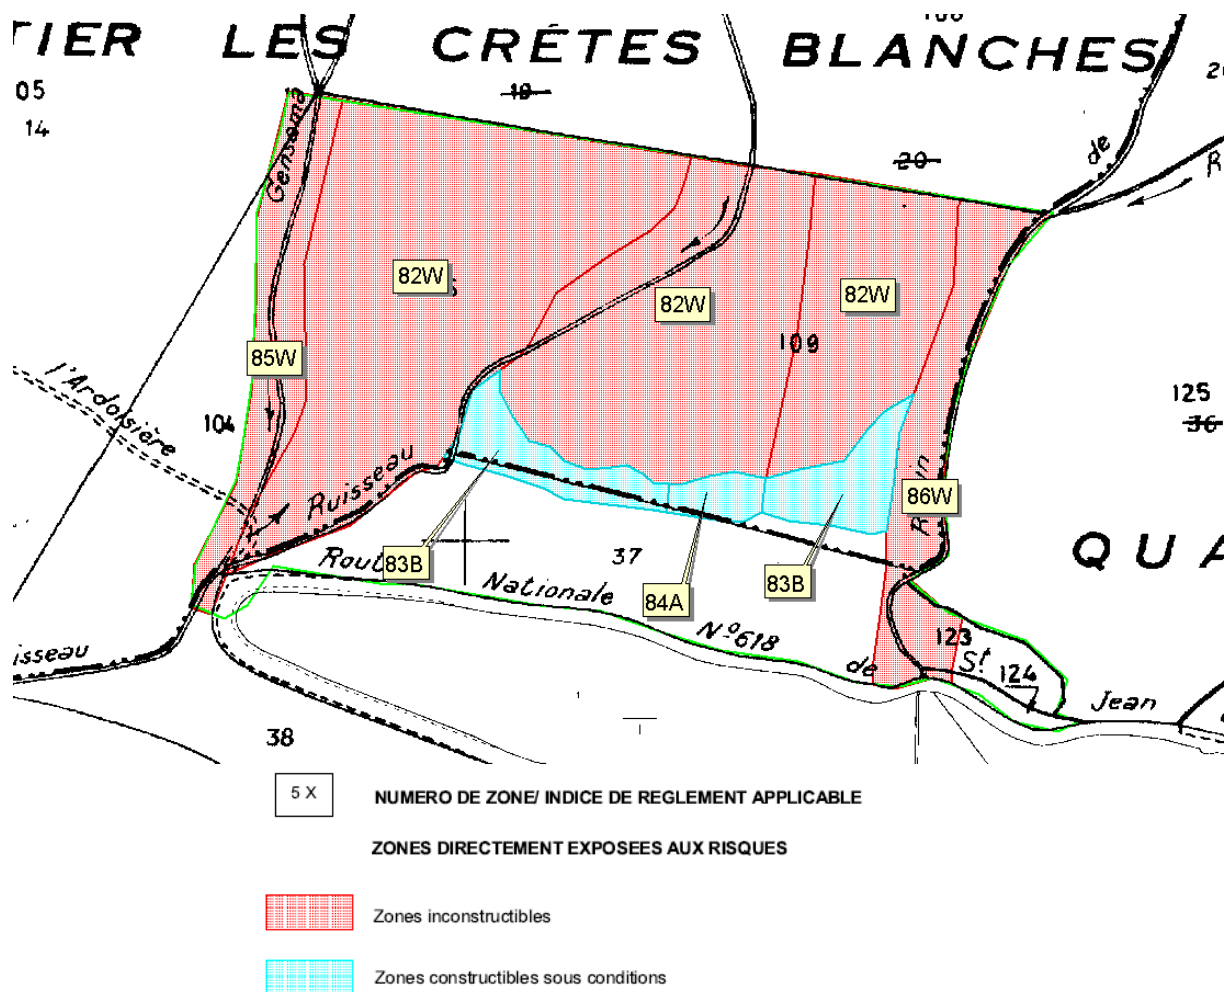 TIER LES CRÉTES BLANCHES
05
14
19
20
de
R
Gensana
82W
82W
82W
109
85W
l'Ardoisière
104
Ruisseau
125
36
86W
83B
37
83B
84A
Route
Nationale
N° 618
de
St
Jean
123
124
QUA
isseau
38
5 X
NUMERO DE ZONE/ INDICE DE REGLEMENT APPLICABLE
ZONES DIRECTEMENT EXPOSEES AUX RISQUES
Zones inconstructibles
Zones constructibles sous conditions